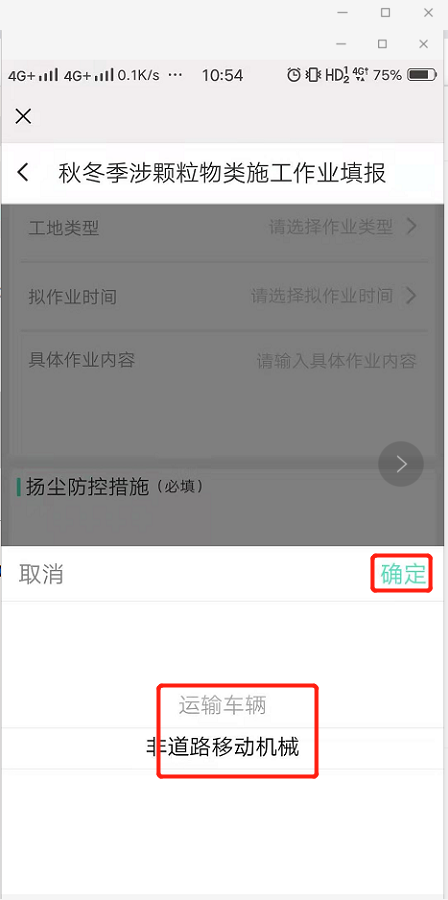 4G+ 4G+ 0.1K/s ··· 10:54 HD 1 2 4G 75%
秋冬季涉颗粒物类施工作业填报
工地类型 请选择作业类型
拟作业时间 请选择拟作业时间
具体作业内容 请输入具体作业内容
扬尘防控措施（必填）
取消 确定
运输车辆
非道路移动机械